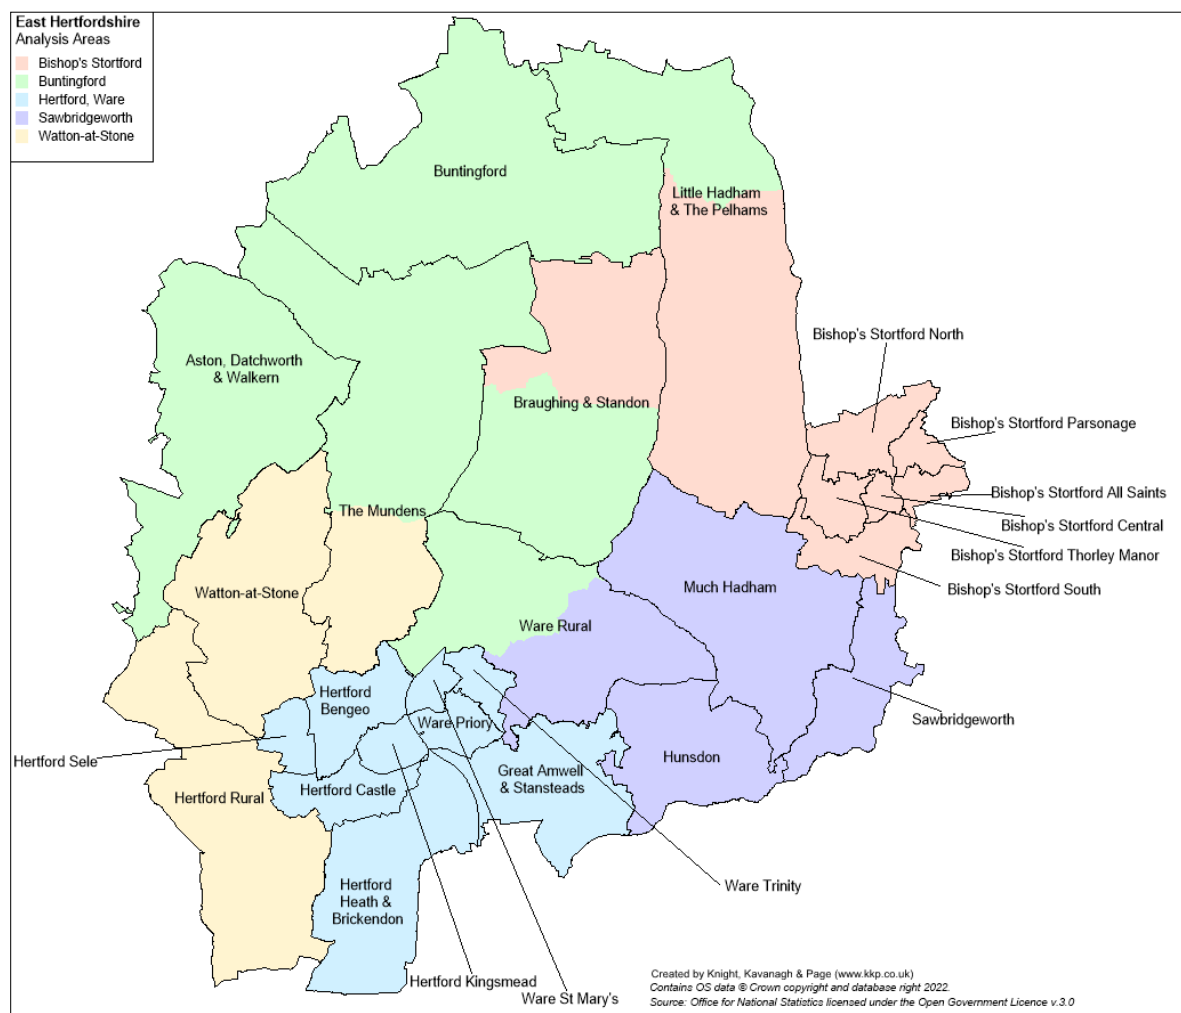 East Hertfordshire
Analysis Areas
Bishop's Stortford
Buntingford
Hertford, Ware
Sawbridgeworth
Watton-at-Stone
Buntingford
Little Hadham
& The Pelhams
Bishop's Stortford North
Aston, Datchworth
& Walkern
Braughing & Standon
Bishop's Stortford Parsonage
Bishop's Stortford All Saints
The Mundens
Bishop's Stortford Central
Bishop's Stortford Thorley Manor
Much Hadham
Bishop's Stortford South
Watton-at-Stone
Ware Rural
Hertford
Bengeo
Sawbridgeworth
Ware Priory
Hertford Sele
Hunsdon
Great Amwell
& Stansteads
Hertford Castle
Hertford Rural
Ware Trinity
Hertford
Heath &
Brickendon
Hertford Kingsmead
Ware St Mary's
Created by Knight, Kavanagh & Page (www.kkp.co.uk)
Contains OS data ® Crown copyright and database right 2022.
Source: Office for National Statistics licensed under the Open Government Licence v.3.0